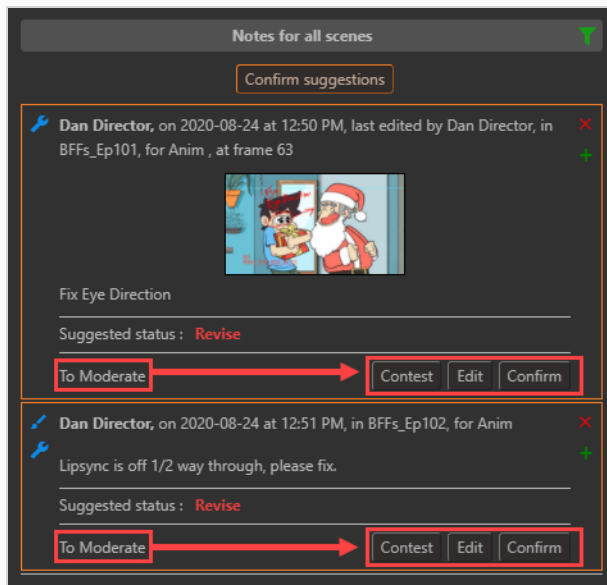 Notes for all scenes
Confirm suggestions
Dan Director, on 2020-08-24 at 12:50 PM, last edited by Dan Director, in
BFFs_Ep101, for Anim , at frame 63
Fix Eye Direction
Suggested status : Revise
To Moderate Contest Edit Confirm
Dan Director, on 2020-08-24 at 12:51 PM, in BFFs_Ep102, for Anim
Lipsync is off 1/2 way through, please fix.
Suggested status : Revise
To Moderate Contest Edit Confirm